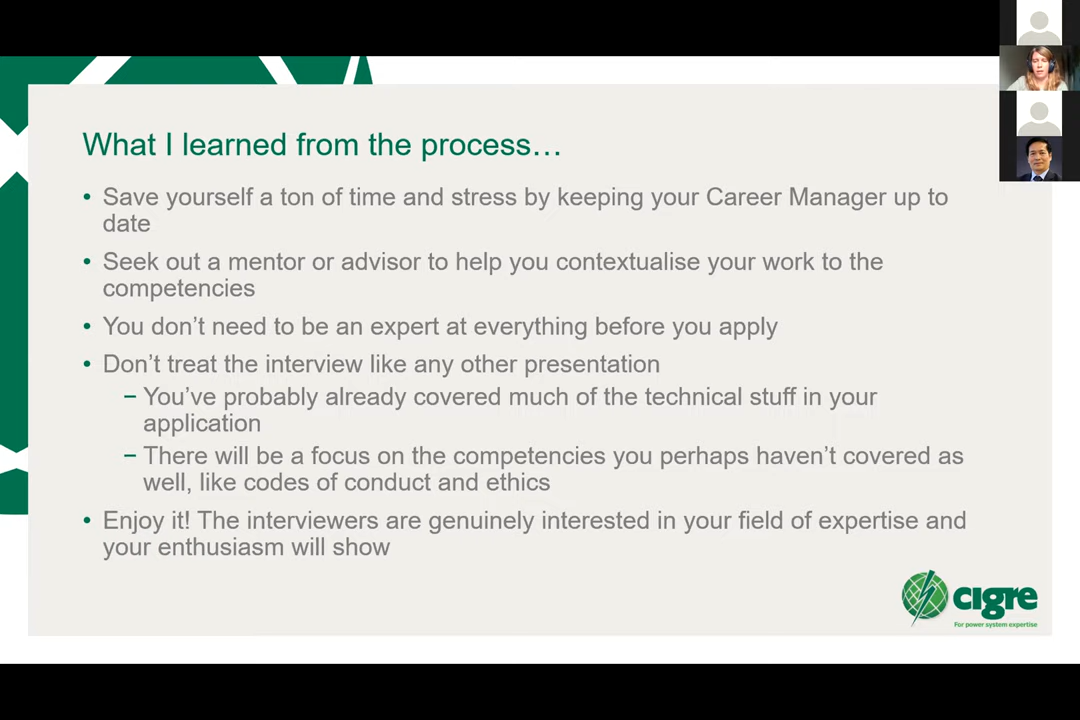 What I learned from the process…
• Save yourself a ton of time and stress by keeping your Career Manager up to
date
• Seek out a mentor or advisor to help you contextualise your work to the
competencies
• You don’t need to be an expert at everything before you apply
• Don’t treat the interview like any other presentation
– You’ve probably already covered much of the technical stuff in your
application
– There will be a focus on the competencies you perhaps haven’t covered as
well, like codes of conduct and ethics
• Enjoy it! The interviewers are genuinely interested in your field of expertise and
your enthusiasm will show
cigre
For power system expertise